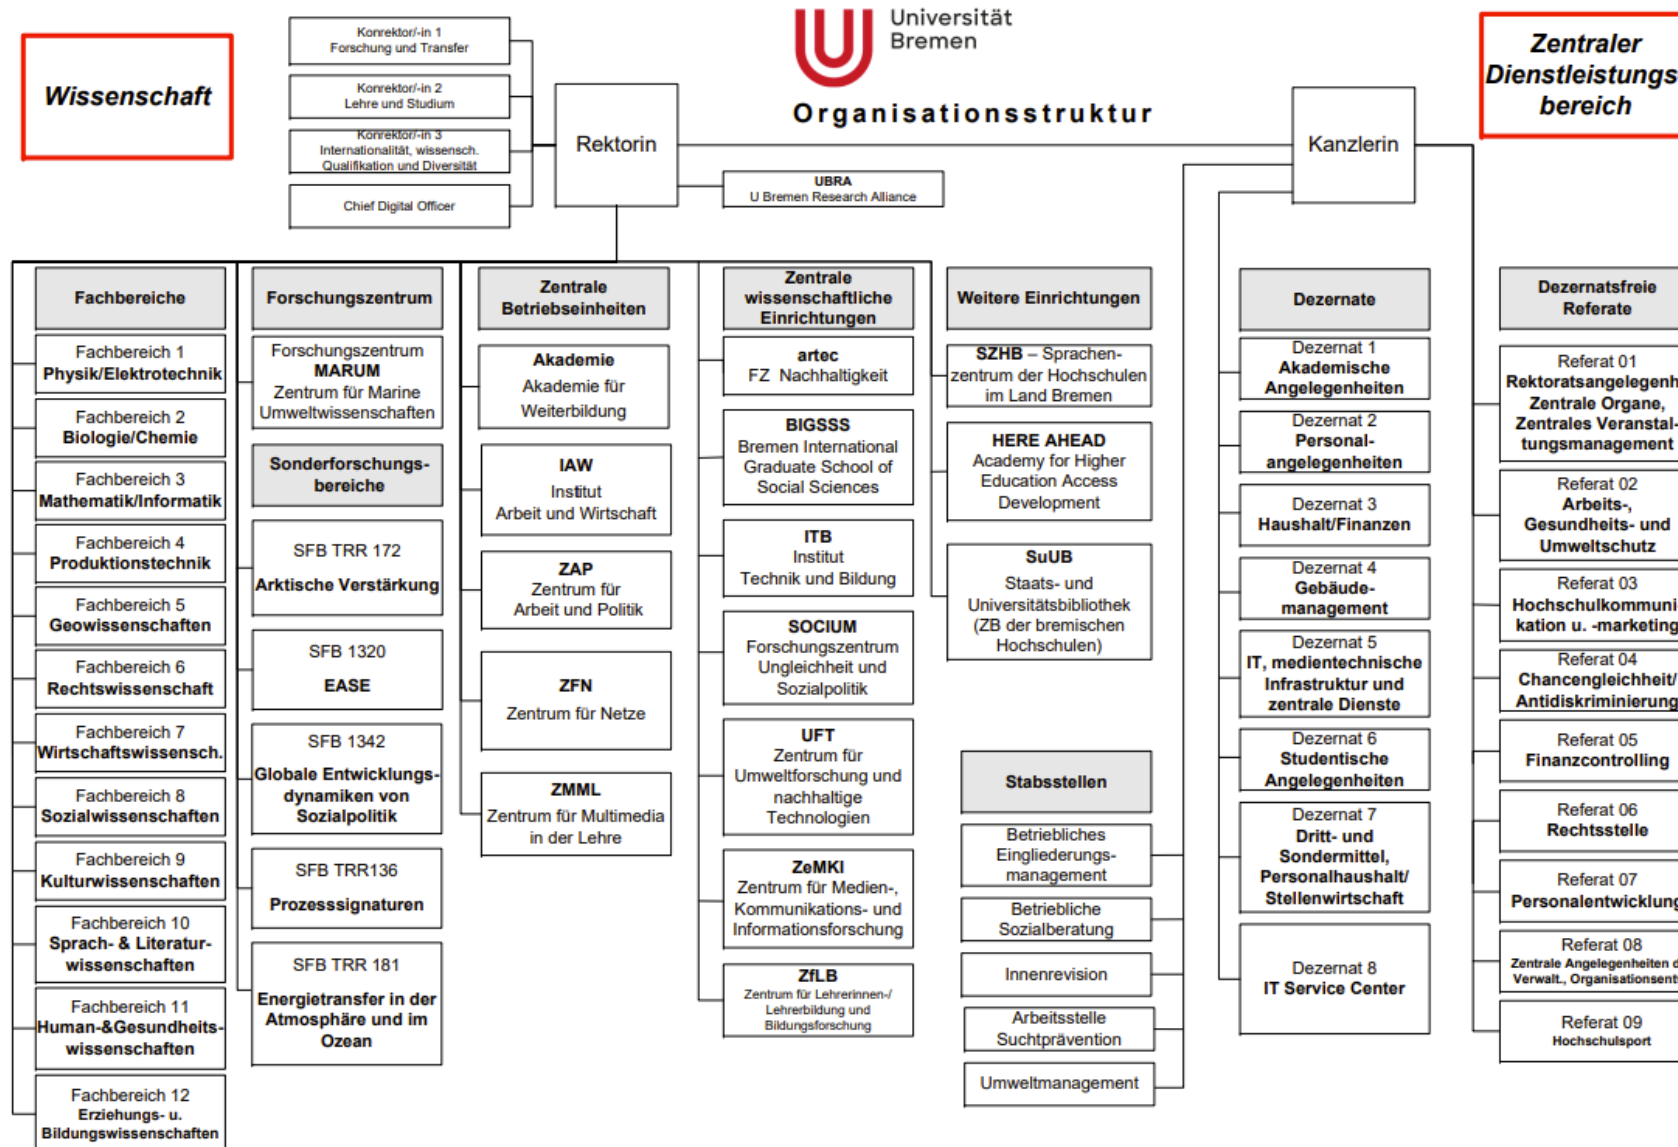 Wissenschaft
Konrektor/-in 1
Forschung und Transfer
Konrektor/-in 2
Lehre und Studium
Konrektor/-in 3
Internationalität, wissensch.
Qualifikation und Diversität
Chief Digital Officer
Rektorin
Universität
Bremen
Organisationsstruktur
UBRA
U Bremen Research Alliance
Kanzlerin
Zentraler
Dienstleistungs-
bereich
Fachbereiche
Fachbereich 1
Physik/Elektrotechnik
Fachbereich 2
Biologie/Chemie
Fachbereich 3
Mathematik/Informatik
Fachbereich 4
Produktionstechnik
Fachbereich 5
Geowissenschaften
Fachbereich 6
Rechtswissenschaft
Fachbereich 7
Wirtschaftswissensch.
Fachbereich 8
Sozialwissenschaften
Fachbereich 9
Kulturwissenschaften
Fachbereich 10
Sprach- & Literatur-
wissenschaften
Fachbereich 11
Human-&Gesundheits-
wissenschaften
Fachbereich 12
Erziehungs- u.
Bildungswissenschaften
Forschungszentrum
Forschungszentrum
MARUM
Zentrum für Marine
Umweltwissenschaften
Sonderforschungs-
bereiche
SFB TRR 172
Arktische Verstärkung
SFB 1320
EASE
SFB 1342
Globale Entwicklungs-
dynamiken von
Sozialpolitik
SFB TRR136
Prozesssignaturen
SFB TRR 181
Energietransfer in der
Atmosphäre und im
Ozean
Zentrale
Betriebseinheiten
Akademie
Akademie für
Weiterbildung
IAW
Institut
Arbeit und Wirtschaft
ZAP
Zentrum für
Arbeit und Politik
ZFN
Zentrum für Netze
ZMML
Zentrum für Multimedia
in der Lehre
Zentrale
wissenschaftliche
Einrichtungen
artec
FZ Nachhaltigkeit
BIGSSS
Bremen International
Graduate School of
Social Sciences
ITB
Institut
Technik und Bildung
SOCIUM
Forschungszentrum
Ungleichheit und
Sozialpolitik
UFT
Zentrum für
Umweltforschung und
nachhaltige
Technologien
ZeMKI
Zentrum für Medien-,
Kommunikations- und
Informationsforschung
ZfLB
Zentrum für Lehrerinnen-/
Lehrerbildung und
Bildungsforschung
Weitere Einrichtungen
SZHB – Sprachen-
zentrum der Hochschulen
im Land Bremen
HERE AHEAD
Academy for Higher
Education Access
Development
SuUB
Staats- und
Universitätsbibliothek
(ZB der bremischen
Hochschulen)
Stabsstellen
Betriebliches
Eingliederungs-
management
Betriebliche
Sozialberatung
Innenrevision
Arbeitsstelle
Suchtprävention
Umweltmanagement
Dezernate
Dezernat 1
Akademische
Angelegenheiten
Dezernat 2
Personal-
angelegenheiten
Dezernat 3
Haushalt/Finanzen
Dezernat 4
Gebäude-
management
Dezernat 5
IT, medientechnische
Infrastruktur und
zentrale Dienste
Dezernat 6
Studentische
Angelegenheiten
Dezernat 7
Dritt- und
Sondermittel,
Personalhaushalt/
Stellenwirtschaft
Dezernat 8
IT Service Center
Dezernatsfreie
Referate
Referat 01
Rektoratsangelegenh
Zentrale Organe,
Zentrales Veranstal-
tungsmanagement
Referat 02
Arbeits-,
Gesundheits- und
Umweltschutz
Referat 03
Hochschulkommuni
kation u. -marketing
Referat 04
Chancengleichheit/
Antidiskriminierung
Referat 05
Finanzcontrolling
Referat 06
Rechtsstelle
Referat 07
Personalentwicklung
Referat 08
Zentrale Angelegenheiten d
Verwalt., Organisationsent
Referat 09
Hochschulsport